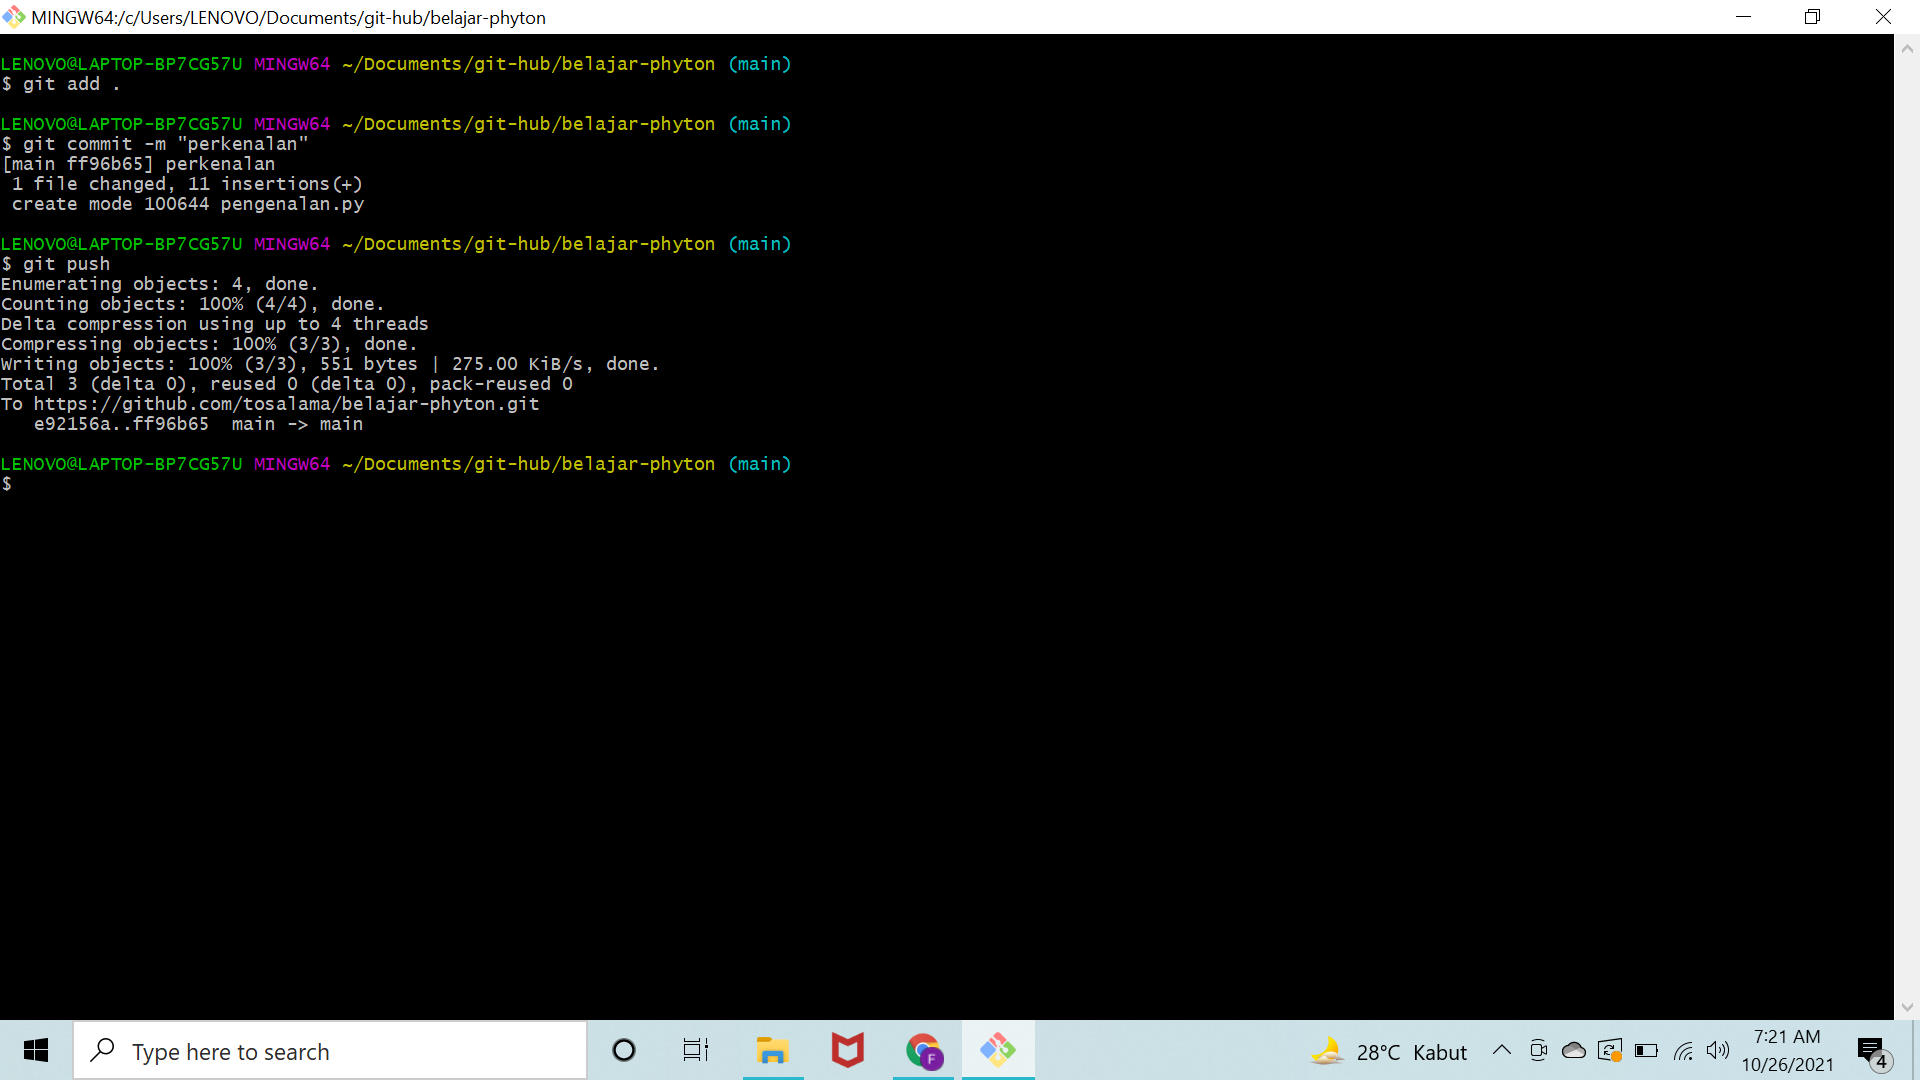 MINGW64:/c/Users/LENOVO/Documents/git-hub/belajar-phyton
LENOVO@LAPTOP-BP7CG57U MINGW64 ~/Documents/git-hub/belajar-phyton (main)
$ git add .
LENOVO@LAPTOP-BP7CG57U MINGW64 ~/Documents/git-hub/belajar-phyton (main)
$ git commit -m "perkenalan"
[main ff96b65] perkenalan
 1 file changed, 11 insertions(+)
 create mode 100644 pengenalan.py
LENOVO@LAPTOP-BP7CG57U MINGW64 ~/Documents/git-hub/belajar-phyton (main)
$ git push
Enumerating objects: 4, done.
Counting objects: 100% (4/4), done.
Delta compression using up to 4 threads
Compressing objects: 100% (3/3), done.
Writing objects: 100% (3/3), 551 bytes | 275.00 KiB/s, done.
Total 3 (delta 0), reused 0 (delta 0), pack-reused 0
To https://github.com/tosalama/belajar-phyton.git
   e92156a..ff96b65  main -> main
LENOVO@LAPTOP-BP7CG57U MINGW64 ~/Documents/git-hub/belajar-phyton (main)
$
Type here to search
F
28°C Kabut
7:21 AM
10/26/2021
4